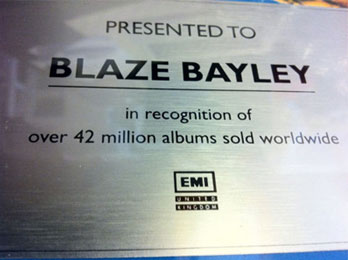 PRESENTED TO
BLAZE BAYLEY
in recognition of
over 42 million albums sold worldwide
EMI
UNITED
KINGDOM